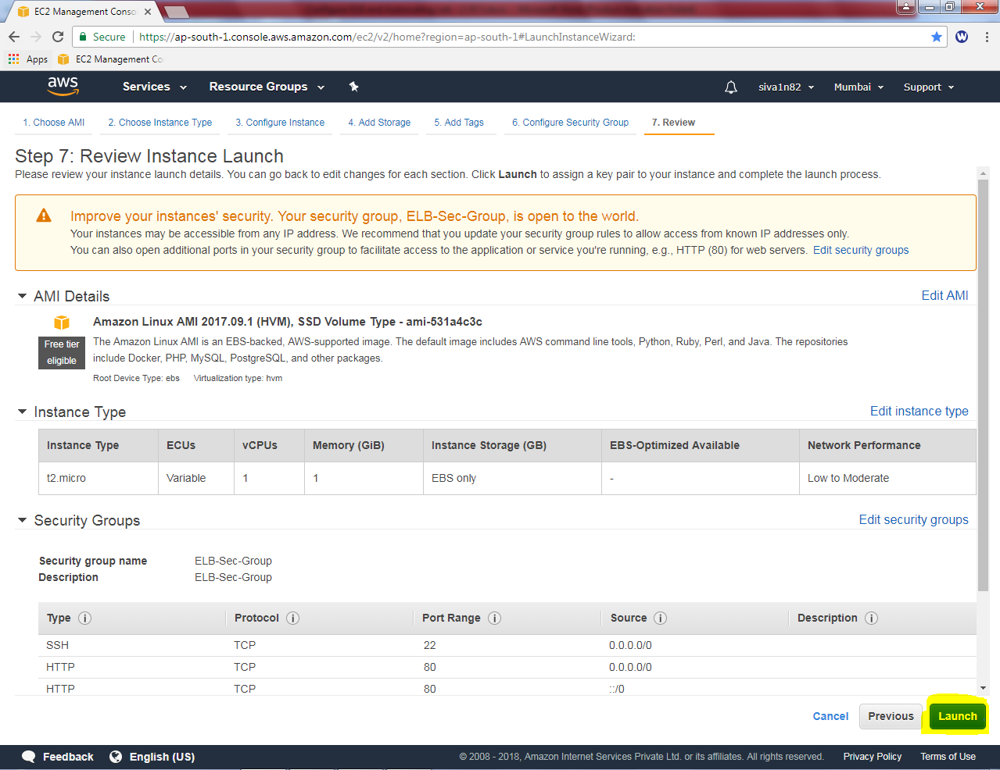 EC2 Management Conso
Secure
https://ap-south-1.console.aws.amazon.com/ec2/v2/home?region=ap-south-1#LaunchInstanceWizard:
W
Apps
EC2 Management Co
aws
Services
Resource Groups
siva1n82
Mumbai
Support
1. Choose AMI
2. Choose Instance Type
3. Configure Instance
4. Add Storage
5. Add Tags
6. Configure Security Group
7. Review
Step 7: Review Instance Launch
Please review your instance launch details. You can go back to edit changes for each section. Click Launch to assign a key pair to your instance and complete the launch process.
Improve your instances' security. Your security group, ELB-Sec-Group, is open to the world.
Your instances may be accessible from any IP address. We recommend that you update your security group rules to allow access from known IP addresses only.
You can also open additional ports in your security group to facilitate access to the application or service you're running, e.g., HTTP (80) for web servers. Edit security groups
AMI Details
Edit AMI
Free tier
eligible
Amazon Linux AMI 2017.09.1 (HVM), SSD Volume Type - ami-531a4c3c
The Amazon Linux AMI is an EBS-backed, AWS-supported image. The default image includes AWS command line tools, Python, Ruby, Perl, and Java. The repositories
include Docker, PHP, MySQL, PostgreSQL, and other packages.
Root Device Type: ebs Virtualization type: hvm
Instance Type
Edit instance type
Instance Type ECUs vCPUs Memory (GiB) Instance Storage (GB) EBS-Optimized Available Network Performance
t2.micro Variable 1 1 EBS only - Low to Moderate
Security Groups
Edit security groups
Security group name ELB-Sec-Group
Description ELB-Sec-Group
Type Protocol Port Range Source Description
SSH TCP 22 0.0.0.0/0
HTTP TCP 80 0.0.0.0/0
HTTP TCP 80 ::/0
Cancel
Previous
Launch
Feedback
English (US)
© 2008 - 2018, Amazon Internet Services Private Ltd. or its affiliates. All rights reserved.
Privacy Policy
Terms of Use